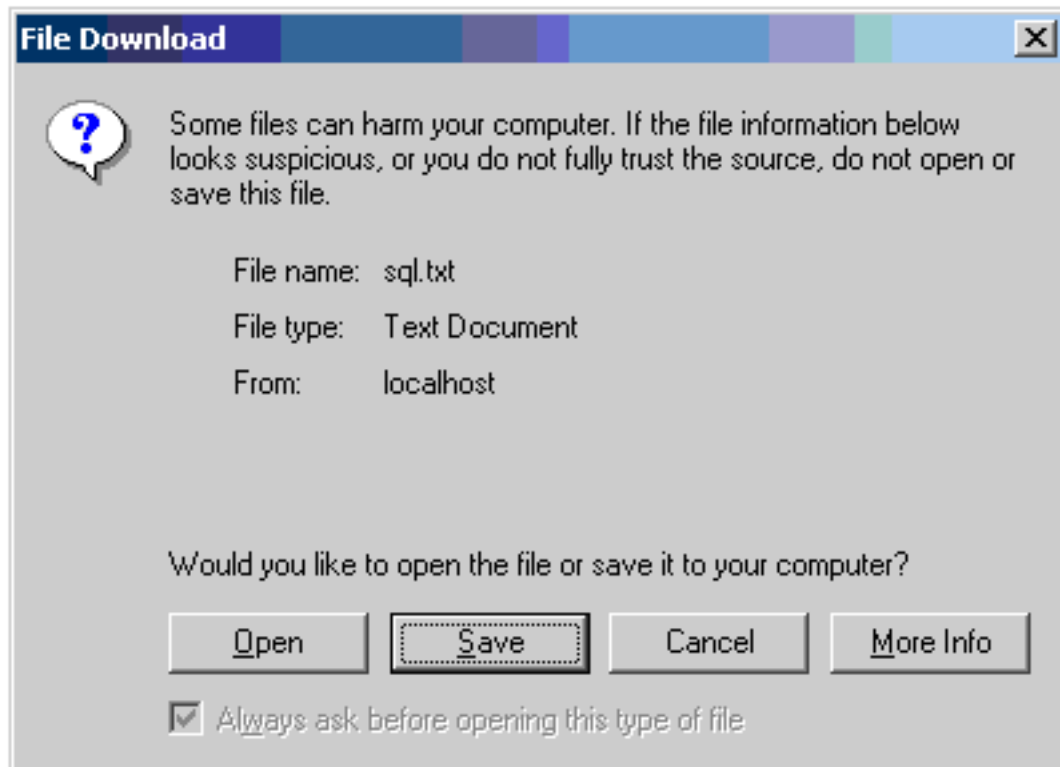 File Download
Some files can harm your computer. If the file information below
looks suspicious, or you do not fully trust the source, do not open or
save this file.
File name: sql.txt
File type: Text Document
From: localhost
Would you like to open the file or save it to your computer?
Open Save Cancel More Info
Always ask before opening this type of file